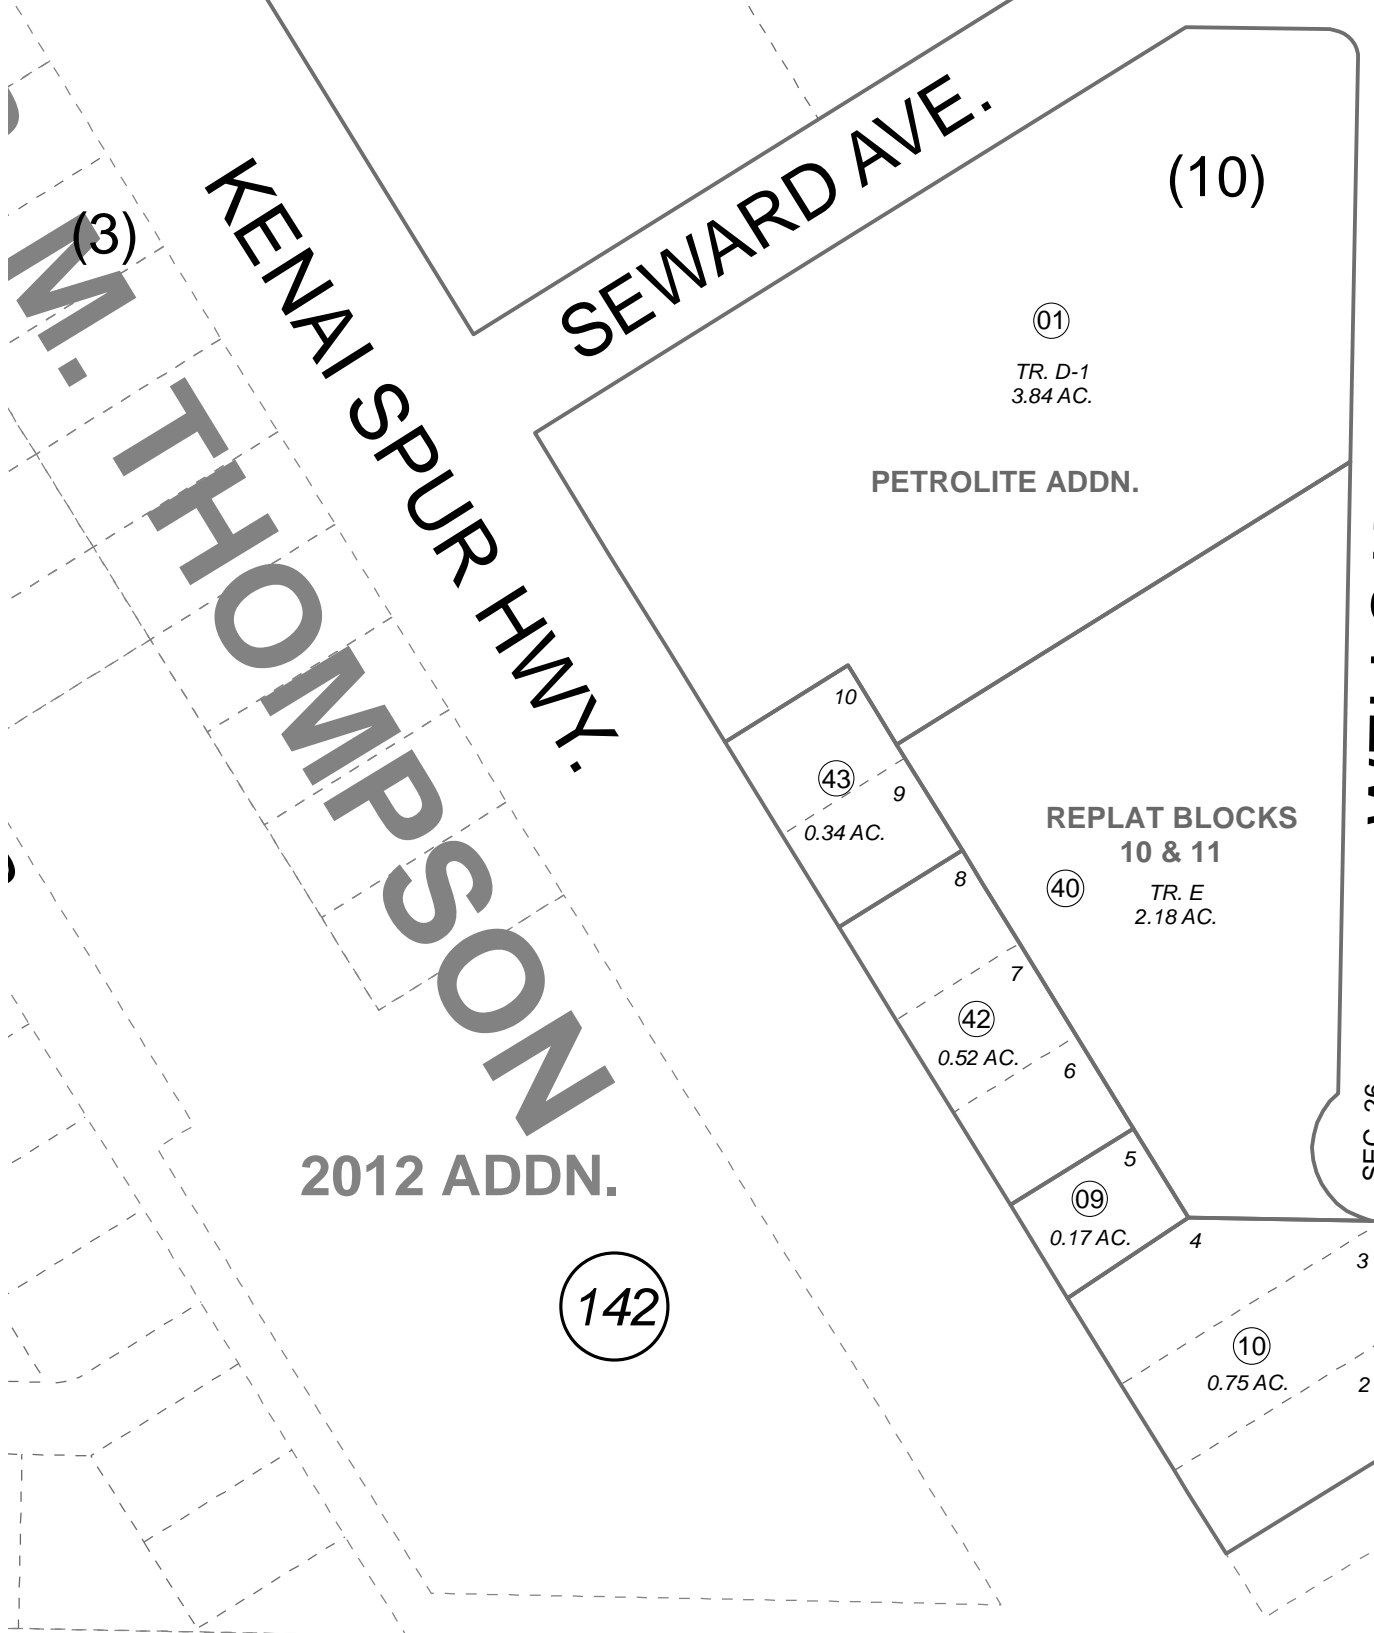 SEWARD AVE.
(10)
(3)
KENAI SPUR HWY.
M. THOMPSON
01
TR. D-1
3.84 AC.
PETROLITE ADDN.
10
43
9
0.34 AC.
REPLAT BLOCKS
10 & 11
8
40
TR. E
2.18 AC.
7
42
0.52 AC.
6
SEC. 26
5
2012 ADDN.
09
0.17 AC.
4
3
142
10
0.75 AC.
2